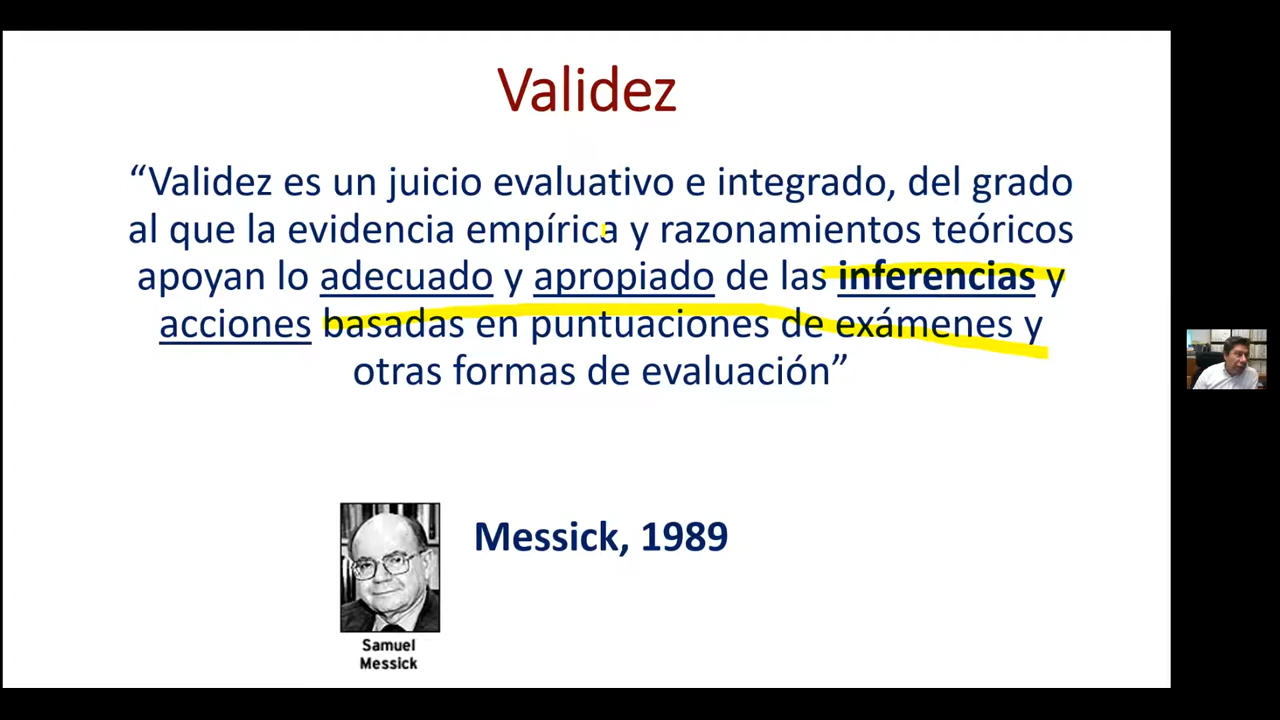 Validez
“Validez es un juicio evaluativo e integrado, del grado
al que la evidencia empírica y razonamientos teóricos
apoyan lo adecuado y apropiado de las inferencias y
acciones basadas en puntuaciones de exámenes y
otras formas de evaluación”
Messick, 1989
Samuel
Messick